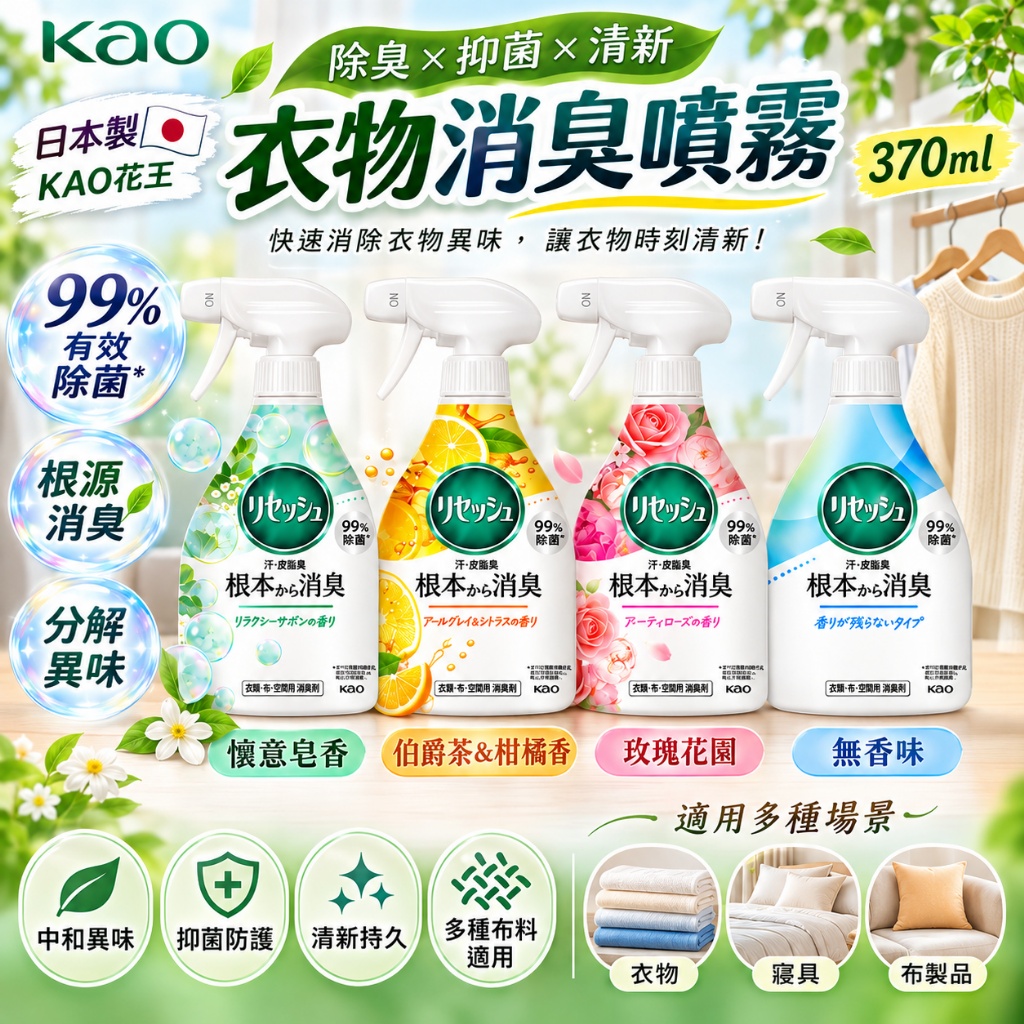 Kao
除臭×抑菌×清新
日本製
KAO花王
衣物消臭噴霧
370ml
快速消除衣物異味，讓衣物時刻清新！
99%
有效
除菌*
根源
消臭
分解
異味
NO
リセッシュ
99%
除菌*
汗・皮脂臭
根本から消臭
リラクシーサボンの香り
衣類・布・空間用 消臭剤
Kao
NO
リセッシュ
99%
除菌*
汗・皮脂臭
根本から消臭
アールグレイ&シトラスの香り
衣類・布・空間用 消臭剤
Kao
NO
リセッシュ
99%
除菌*
汗・皮脂臭
根本から消臭
アーティローズの香り
衣類・布・空間用 消臭剤
Kao
NO
リセッシュ
99%
除菌*
汗・皮脂臭
根本から消臭
香りが残らないタイプ
衣類・布・空間用 消臭剤
Kao
懷意皂香
伯爵茶&柑橘香
玫瑰花園
無香味
適用多種場景
中和異味
抑菌防護
清新持久
多種布料
適用
衣物
寢具
布製品